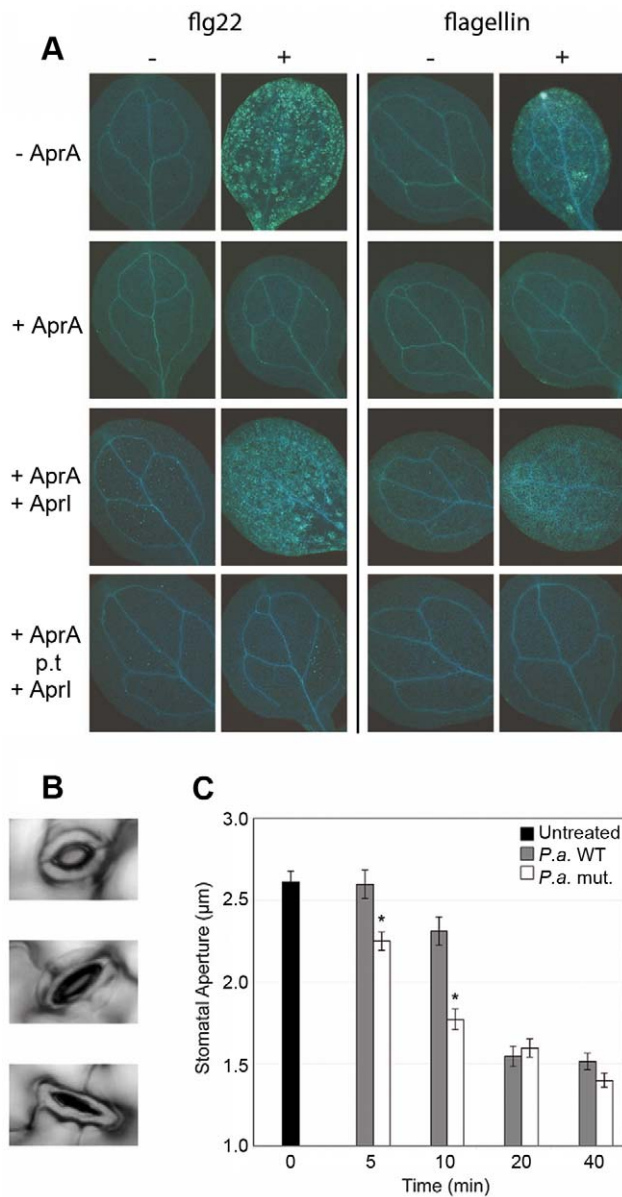 flg22 flagellin
A - + - +
- AprA
+ AprA
+ AprA
+ AprI
+ AprA
p.t
+ AprI
B
C
3.0
2.5
2.0
1.5
1.0
Stomatal Aperture (μm)
Untreated
P.a. WT
P.a. mut.
*
*
0 5 10 20 40
Time (min)